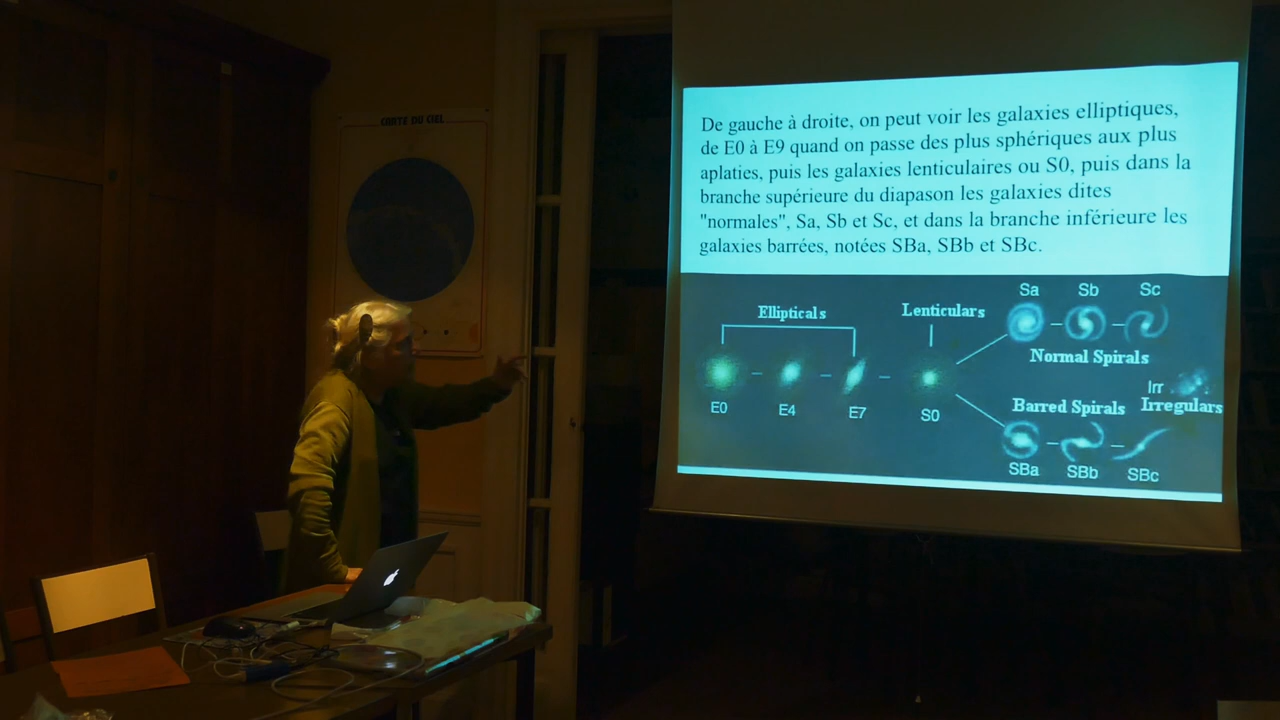 CARTE DU CIEL
De gauche à droite, on peut voir les galaxies elliptiques,
de E0 à E9 quand on passe des plus sphériques aux plus
aplaties, puis les galaxies lenticulaires ou S0, puis dans la
branche supérieure du diapason les galaxies dites
"normales", Sa, Sb et Sc, et dans la branche inférieure les
galaxies barrées, notées SBa, SBb et SBc.
Sa Sb Sc
Ellipticals Lenticulars
Normal Spirals
Irr
Barred Spirals Irregulars
E0 E4 E7 S0
SBa SBb SBc